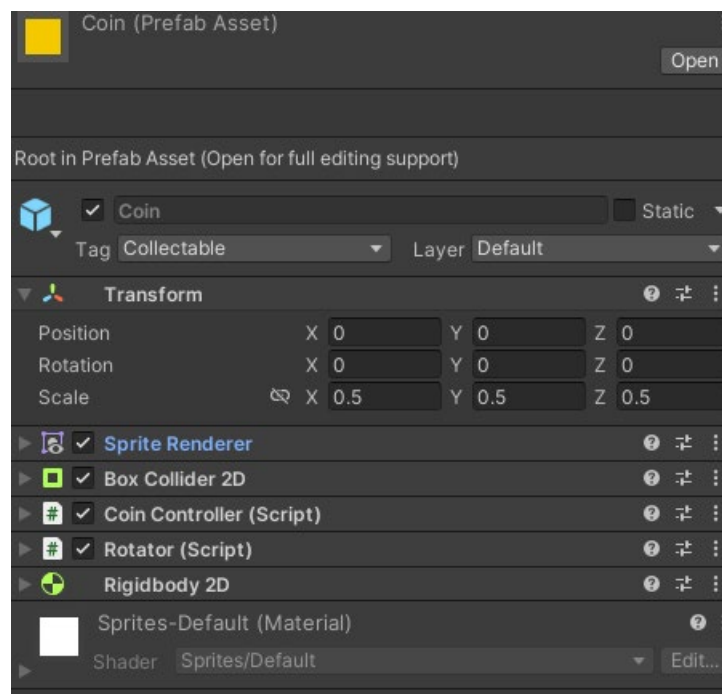 Coin (Prefab Asset)
Open
Root in Prefab Asset (Open for full editing support)
Coin Static
Tag Collectable Layer Default
Transform
Position X 0 Y 0 Z 0
Rotation X 0 Y 0 Z 0
Scale X 0.5 Y 0.5 Z 0.5
Sprite Renderer
Box Collider 2D
# Coin Controller (Script)
# Rotator (Script)
Rigidbody 2D
Sprites-Default (Material)
Shader Sprites/Default Edit...